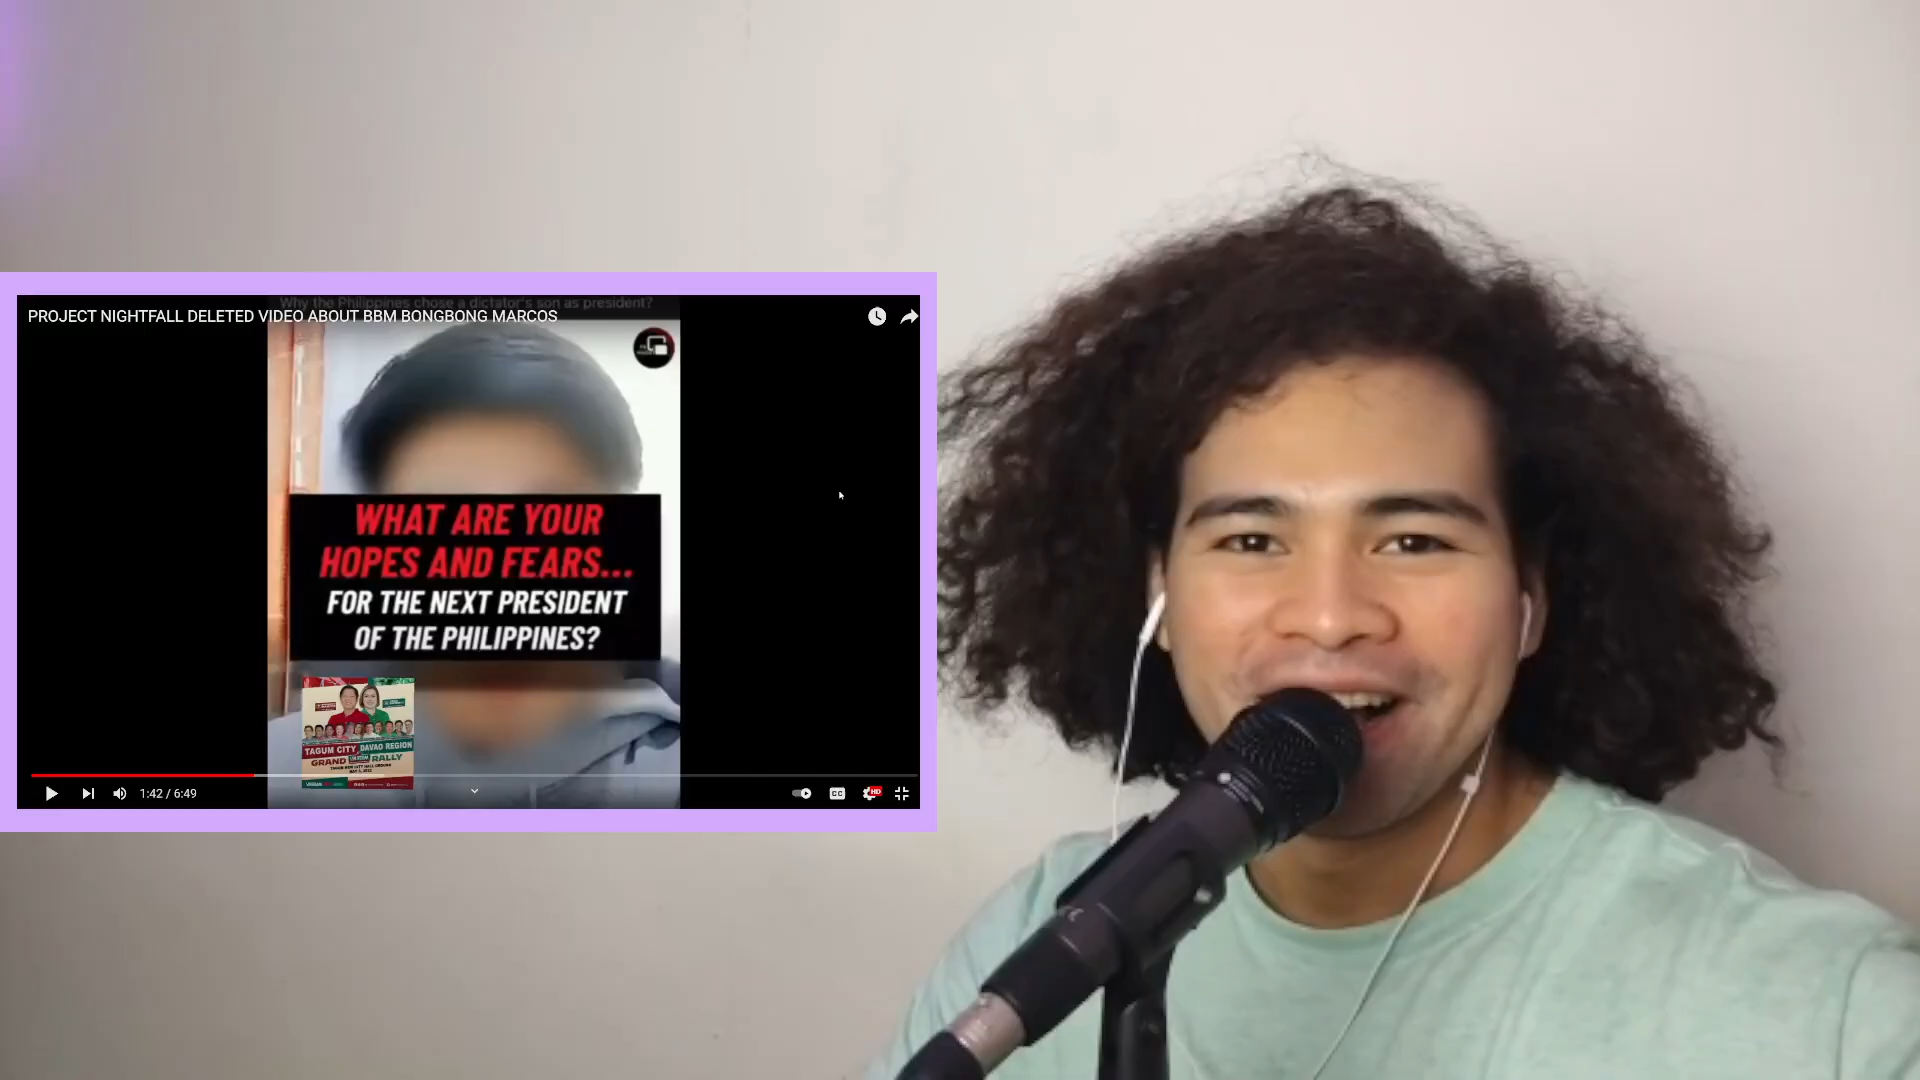 Why the Philippines chose a dictator's son as president?
PROJECT NIGHTFALL DELETED VIDEO ABOUT BBM BONGBONG MARCOS
WHAT ARE YOUR
HOPES AND FEARS...
FOR THE NEXT PRESIDENT
OF THE PHILIPPINES?
TAGUM CITY DAVAO REGION
GRAND RALLY
1:42 / 6:49
CC
HD